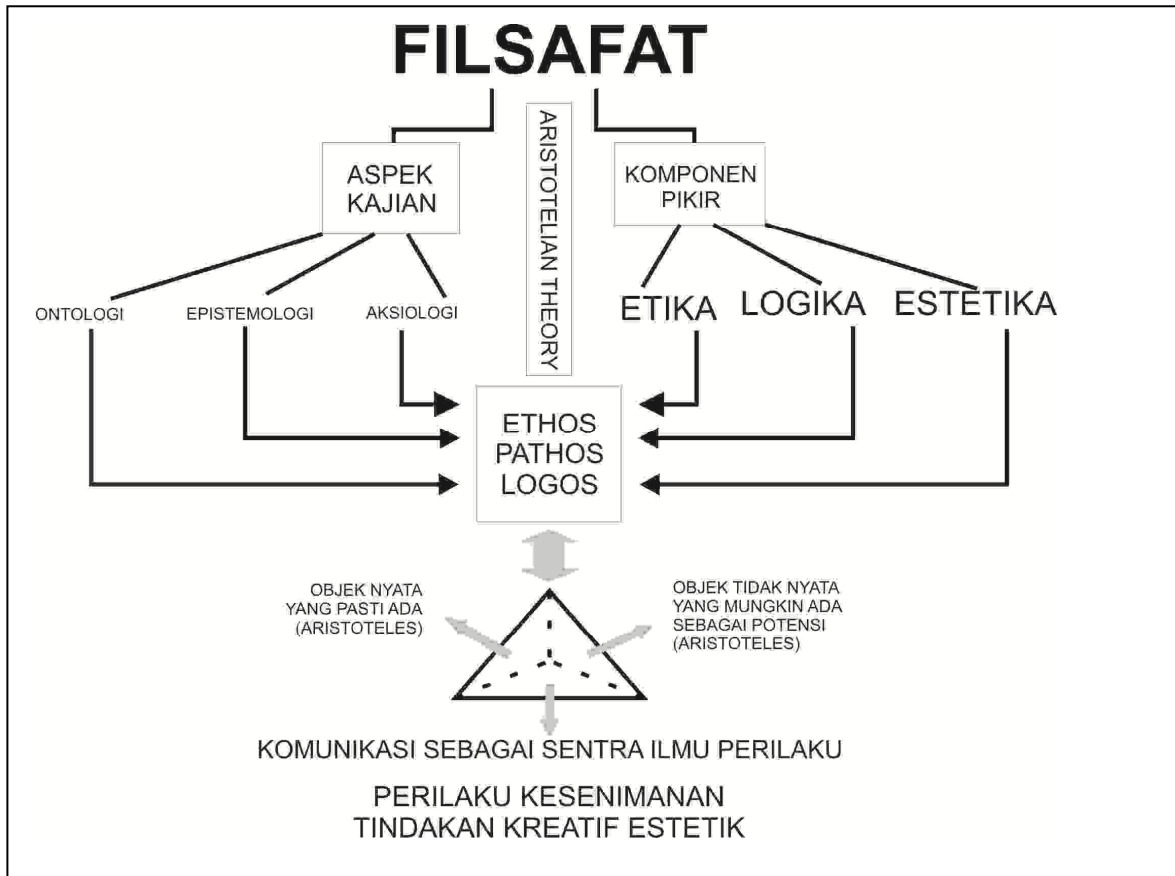 FILSAFAT
ARISTOTELIAN THEORY
ASPEK
KAJIAN
KOMPONEN
PIKIR
ONTOLOGI
EPISTEMOLOGI
AKSIOLOGI
ETIKA
LOGIKA
ESTETIKA
ETHOS
PATHOS
LOGOS
OBJEK NYATA
YANG PASTI ADA
(ARISTOTELES)
OBJEK TIDAK NYATA
YANG MUNGKIN ADA
SEBAGAI POTENSI
(ARISTOTELES)
KOMUNIKASI SEBAGAI SENTRA ILMU PERILAKU
PERILAKU KESENIMANAN
TINDAKAN KREATIF ESTETIK